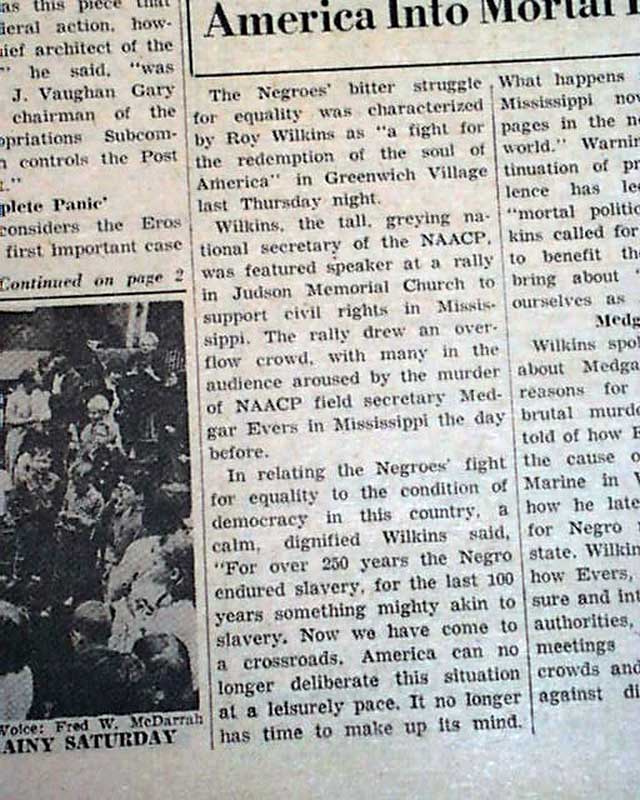 as this piece that
ieral action, how-
ief architect of the
" he said, "was
J. Vaughan Gary
chairman of the
opriations Subcom-
controls the Post
."
plete Panic'
considers the Eros
first important case
Continued on page 2
Voice: Fred W. McDarrah
AINY SATURDAY
America Into Mortal
The Negroes' bitter struggle
for equality was characterized
by Roy Wilkins as "a fight for
the redemption of the soul of
America" in Greenwich Village
last Thursday night.
Wilkins, the tall, greying na-
tional secretary of the NAACP,
was featured speaker at a rally
in Judson Memorial Church to
support civil rights in Missis-
sippi. The rally drew an over-
flow crowd, with many in the
audience aroused by the murder
of NAACP field secretary Med-
gar Evers in Mississippi the day
before.
In relating the Negroes' fight
for equality to the condition of
democracy in this country, a
calm, dignified Wilkins said,
"For over 250 years the Negro
endured slavery, for the last 100
years something mighty akin to
slavery. Now we have come to
a crossroads. America can no
longer deliberate this situation
at a leisurely pace. It no longer
has time to make up its mind.
What happens
Mississippi nov
pages in the n
world." Warnin
tinuation of pr
lence has le
"mortal politic
kins called for
to benefit th
bring about
ourselves as
Medg
Wilkins spol
about Medga
reasons for
brutal murde
told of how E
the cause o
Marine in W
how he late
for Negro
state. Wilkin
how Evers,
sure and int
authorities,
meetings
crowds and
against di